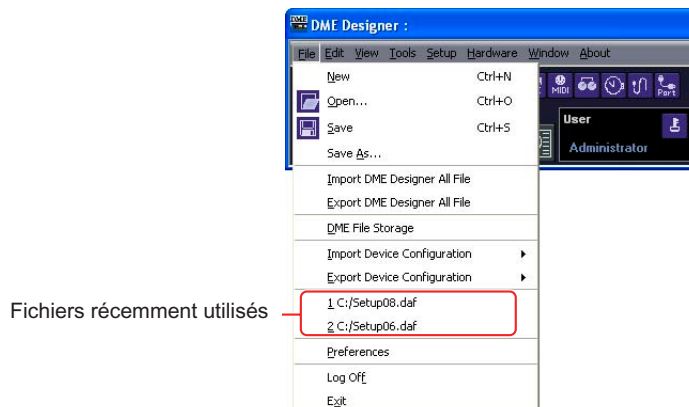 DME Designer :
File Edit View Tools Setup Hardware Window About
New Ctrl+N
Open... Ctrl+O
Save Ctrl+S
Save As...
MIDI
Port
User
Administrator
Import DME Designer All File
Export DME Designer All File
DME File Storage
Import Device Configuration
Export Device Configuration
Fichiers récemment utilisés
1 C:/Setup08.daf
2 C:/Setup06.daf
Preferences
Log Off
Exit